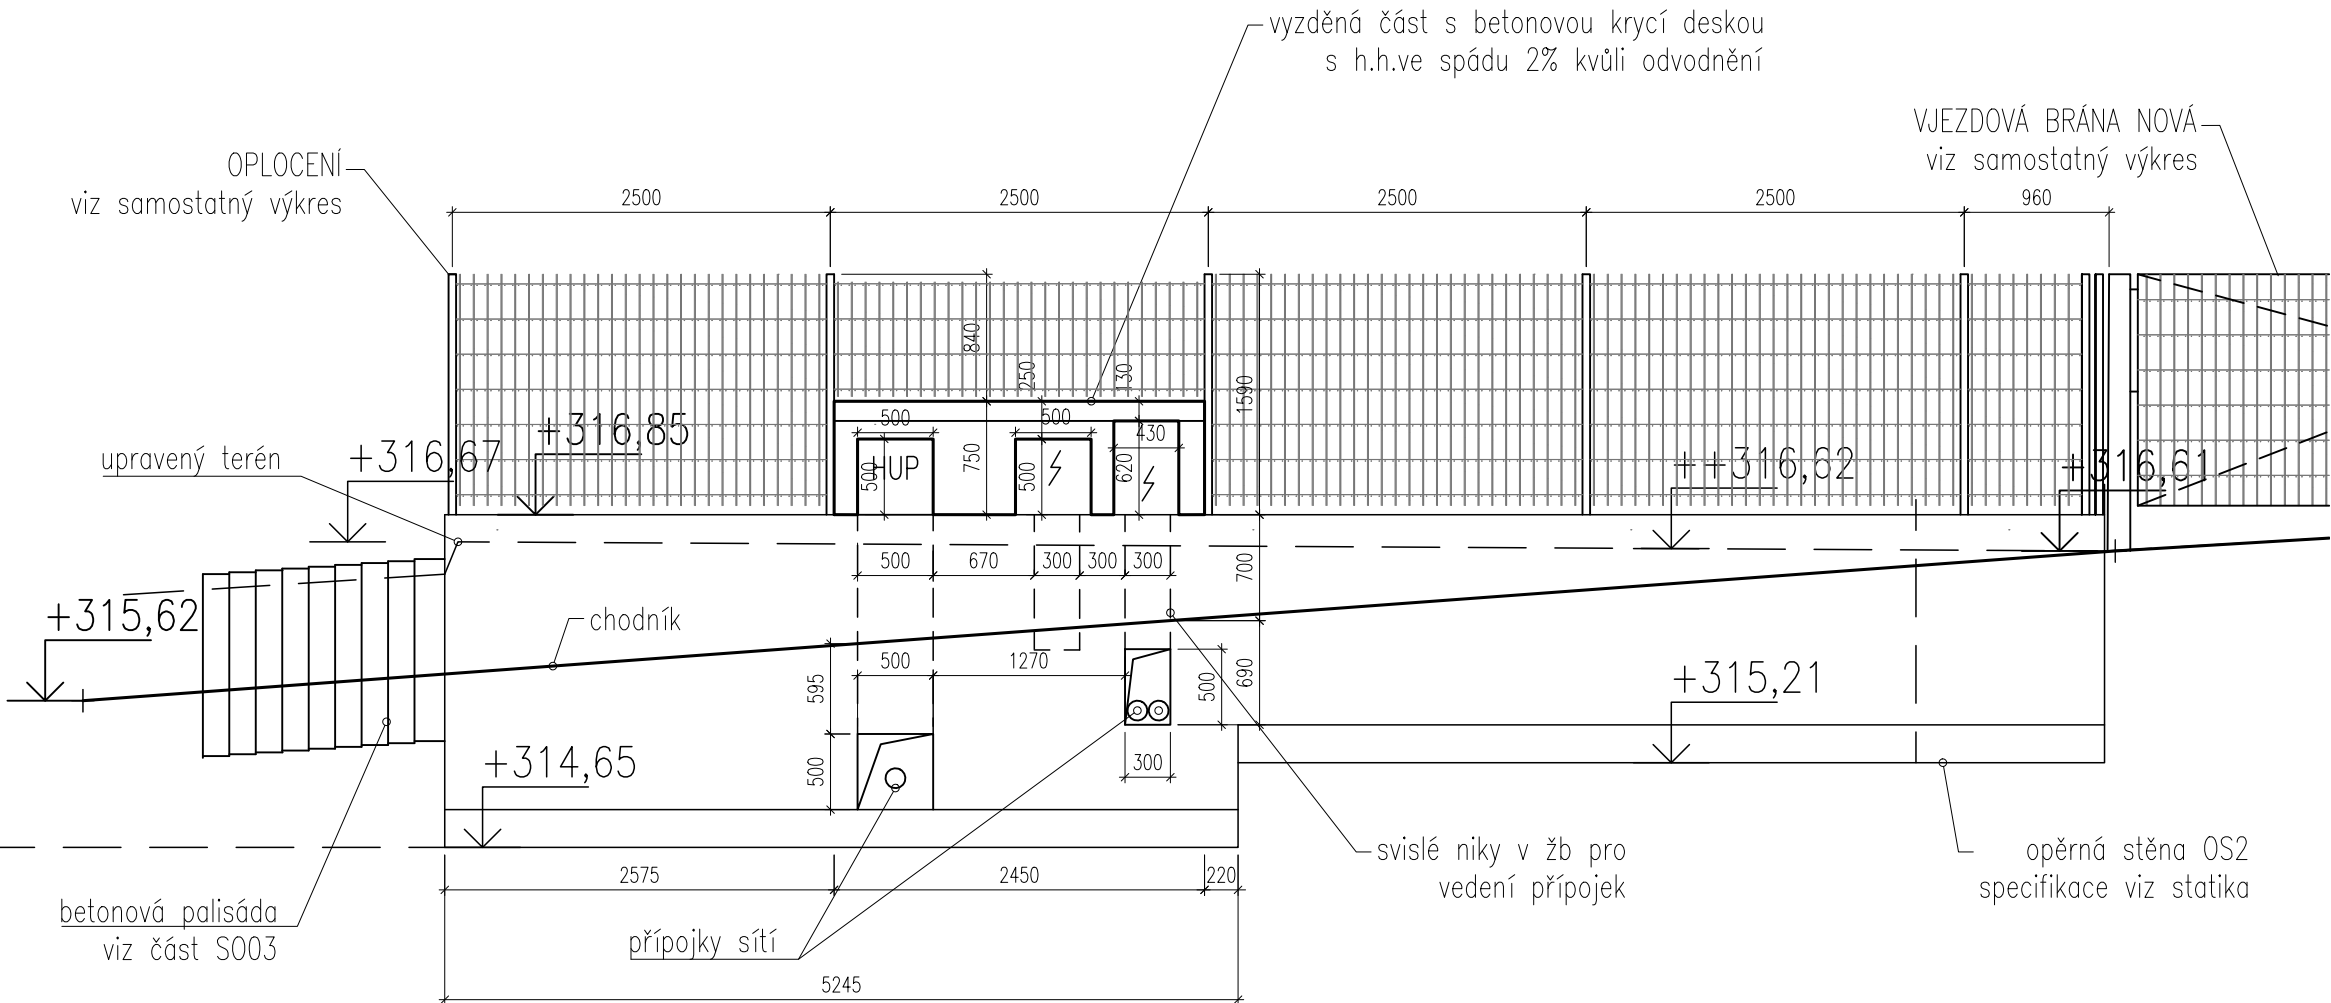 vyzděná část s betonovou krycí deskou
s h.h.ve spádu 2% kvůli odvodnění
VJEZDOVÁ BRÁNA NOVÁ
viz samostatný výkres
OPLOCENÍ
viz samostatný výkres
2500
2500
2500
2500
960
840
250
130
1590
500
500
430
+316,85
+316,67
upravený terén
HUP
500
750
500
620
++316,62
+316,61
500
670
300
300
300
700
+315,62
chodník
595
500
1270
500
690
+315,21
+314,65
500
300
svislé niky v žb pro
vedení přípojek
opěrná stěna OS2
specifikace viz statika
2575
2450
220
betonová palisáda
viz část SO03
přípojky sítí
5245